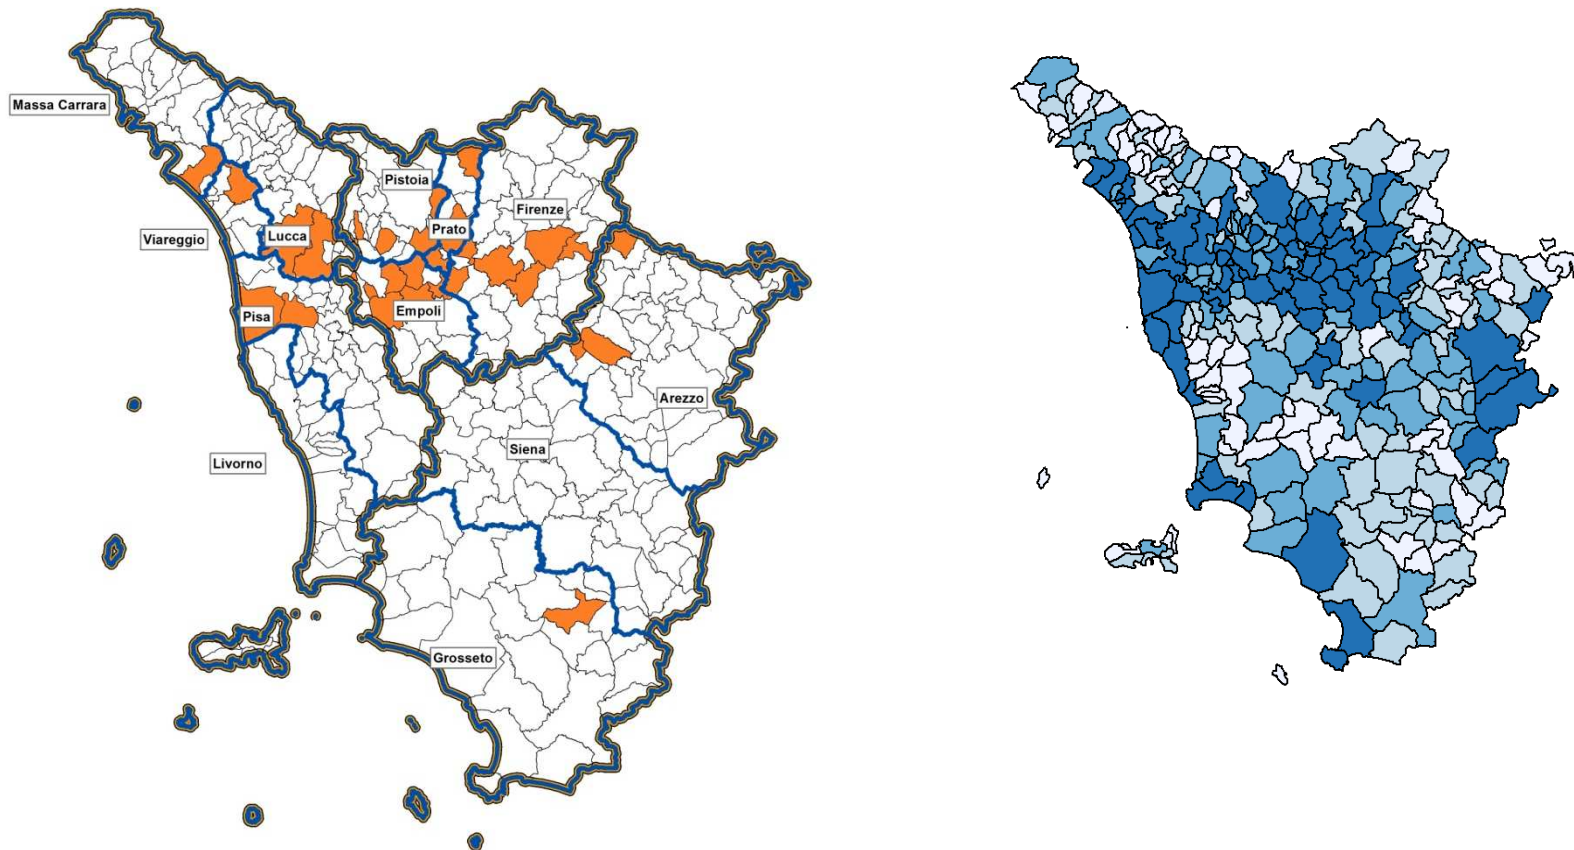 Massa Carrara
Pistoia
Firenze
Prato
Viareggio
Lucca
Pisa
Empoli
Arezzo
Siena
Livorno
Grosseto